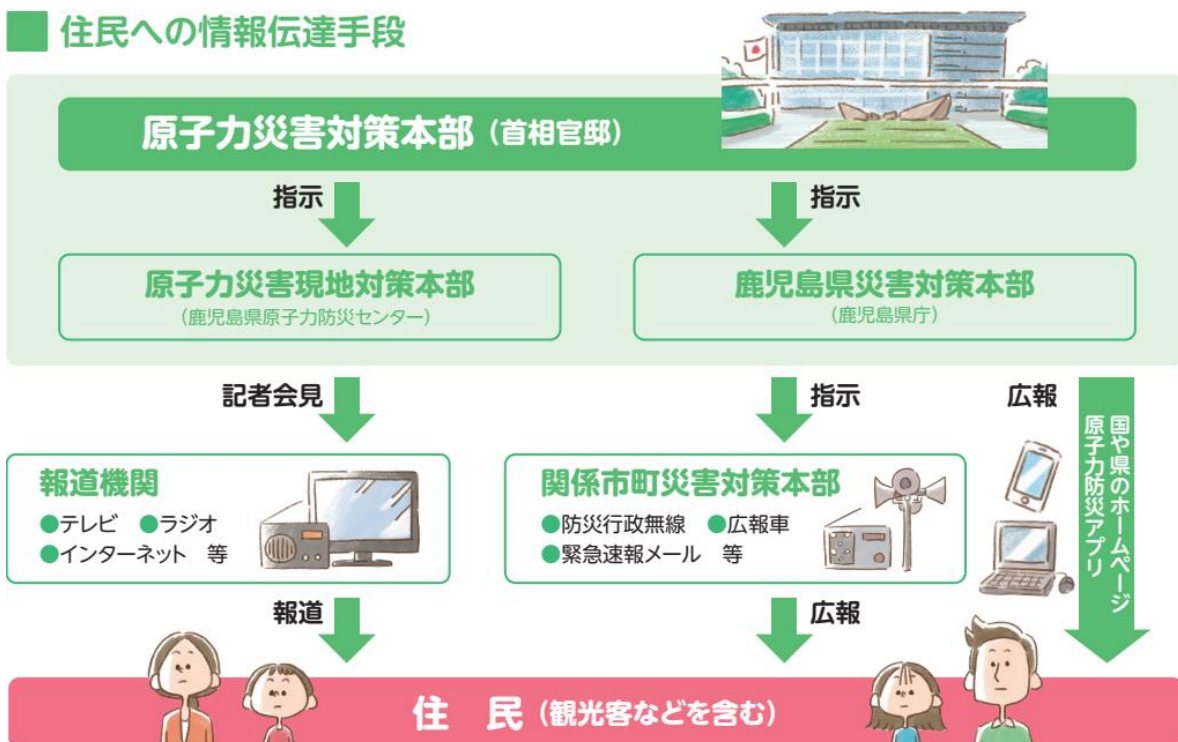 住民への情報伝達手段
原子力災害対策本部（首相官邸）
指示
指示
原子力災害現地対策本部
（鹿児島県原子力防災センター）
鹿児島県災害対策本部
（鹿児島県庁）
記者会見
指示
広報
国や県のホームページ
原子力防災アプリ
報道機関
●テレビ ●ラジオ
●インターネット 等
関係市町災害対策本部
●防災行政無線 ●広報車
●緊急速報メール 等
報道
広報
住 民（観光客などを含む）